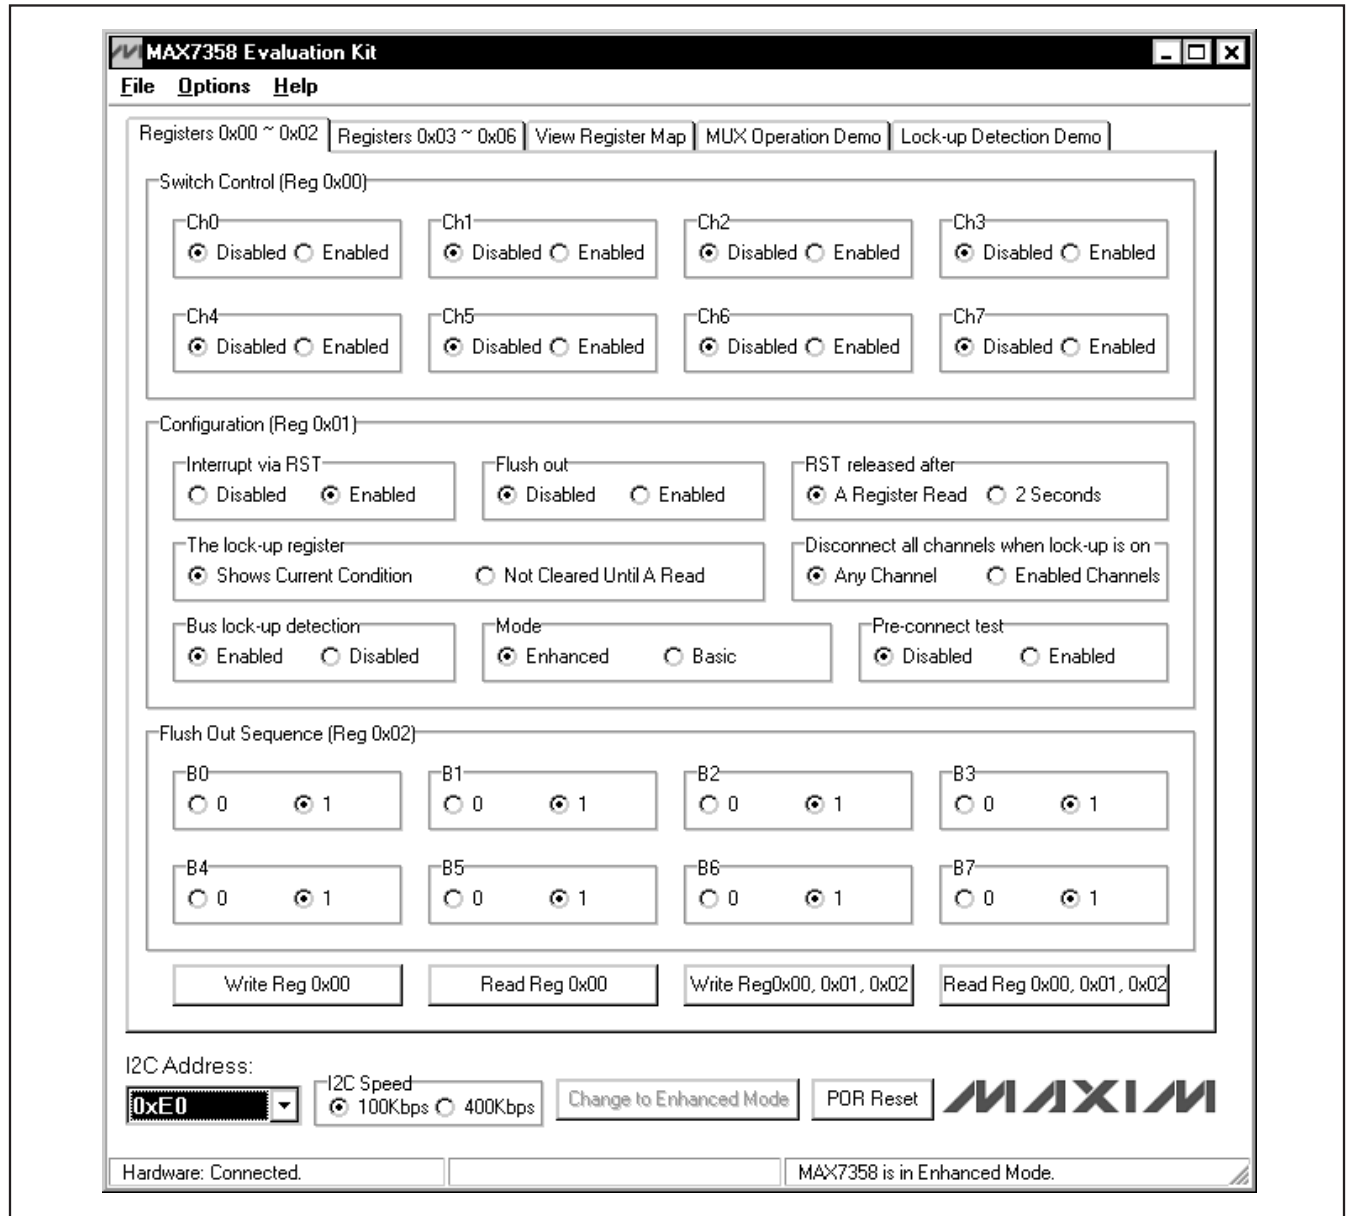 MAX7358 Evaluation Kit
File Options Help
Registers 0x00 ~ 0x02 Registers 0x03 ~ 0x06 View Register Map MUX Operation Demo Lock-up Detection Demo
Switch Control (Reg 0x00)
Ch0 Ch1 Ch2 Ch3
Disabled Enabled Disabled Enabled Disabled Enabled Disabled Enabled
Ch4 Ch5 Ch6 Ch7
Disabled Enabled Disabled Enabled Disabled Enabled Disabled Enabled
Configuration (Reg 0x01)
Interrupt via RST Flush out RST released after
Disabled Enabled Disabled Enabled A Register Read 2 Seconds
The lock-up register Disconnect all channels when lock-up is on
Shows Current Condition Not Cleared Until A Read Any Channel Enabled Channels
Bus lock-up detection Mode Pre-connect test
Enabled Disabled Enhanced Basic Disabled Enabled
Flush Out Sequence (Reg 0x02)
B0 B1 B2 B3
0 1 0 1 0 1 0 1
B4 B5 B6 B7
0 1 0 1 0 1 0 1
Write Reg 0x00 Read Reg 0x00 Write Reg0x00, 0x01, 0x02 Read Reg 0x00, 0x01, 0x02
I2C Address:
I2C Speed
0xE0 100Kbps 400Kbps Change to Enhanced Mode POR Reset MAXIM
Hardware: Connected. MAX7358 is in Enhanced Mode.